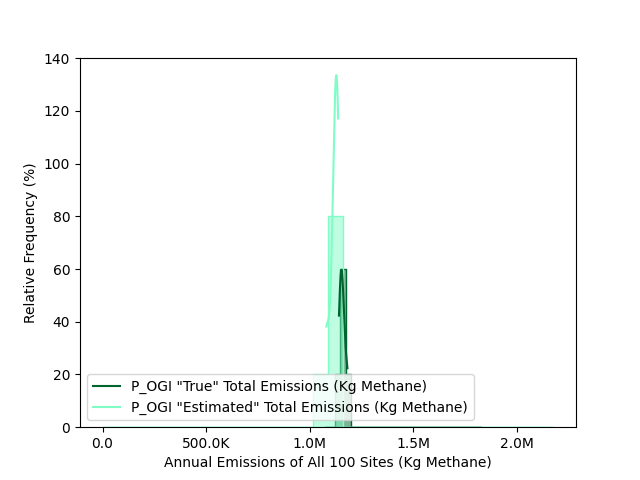 140
120
100
80
60
40
20
0
Relative Frequency (%)
P_OGI "True" Total Emissions (Kg Methane)
P_OGI "Estimated" Total Emissions (Kg Methane)
0.0 500.0K 1.0M 1.5M 2.0M
Annual Emissions of All 100 Sites (Kg Methane)